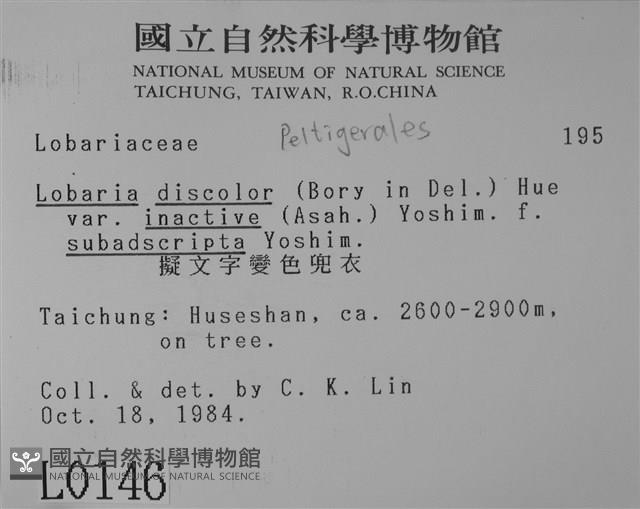 國立自然科學博物館
NATIONAL MUSEUM OF NATURAL SCIENCE
TAICHUNG, TAIWAN, R.O.CHINA
Lobariaceae Peltigerales 195
Lobaria discolor (Bory in Del.) Hue
var. inactive (Asah.) Yoshim. f.
subadscripta Yoshim.
擬文字變色兜衣
Taichung: Huseshan, ca. 2600-2900m,
on tree.
Coll. & det. by C. K. Lin
Oct. 18, 1984.
國立自然科學博物館
NATIONAL MUSEUM OF NATURAL SCIENCE
L0146